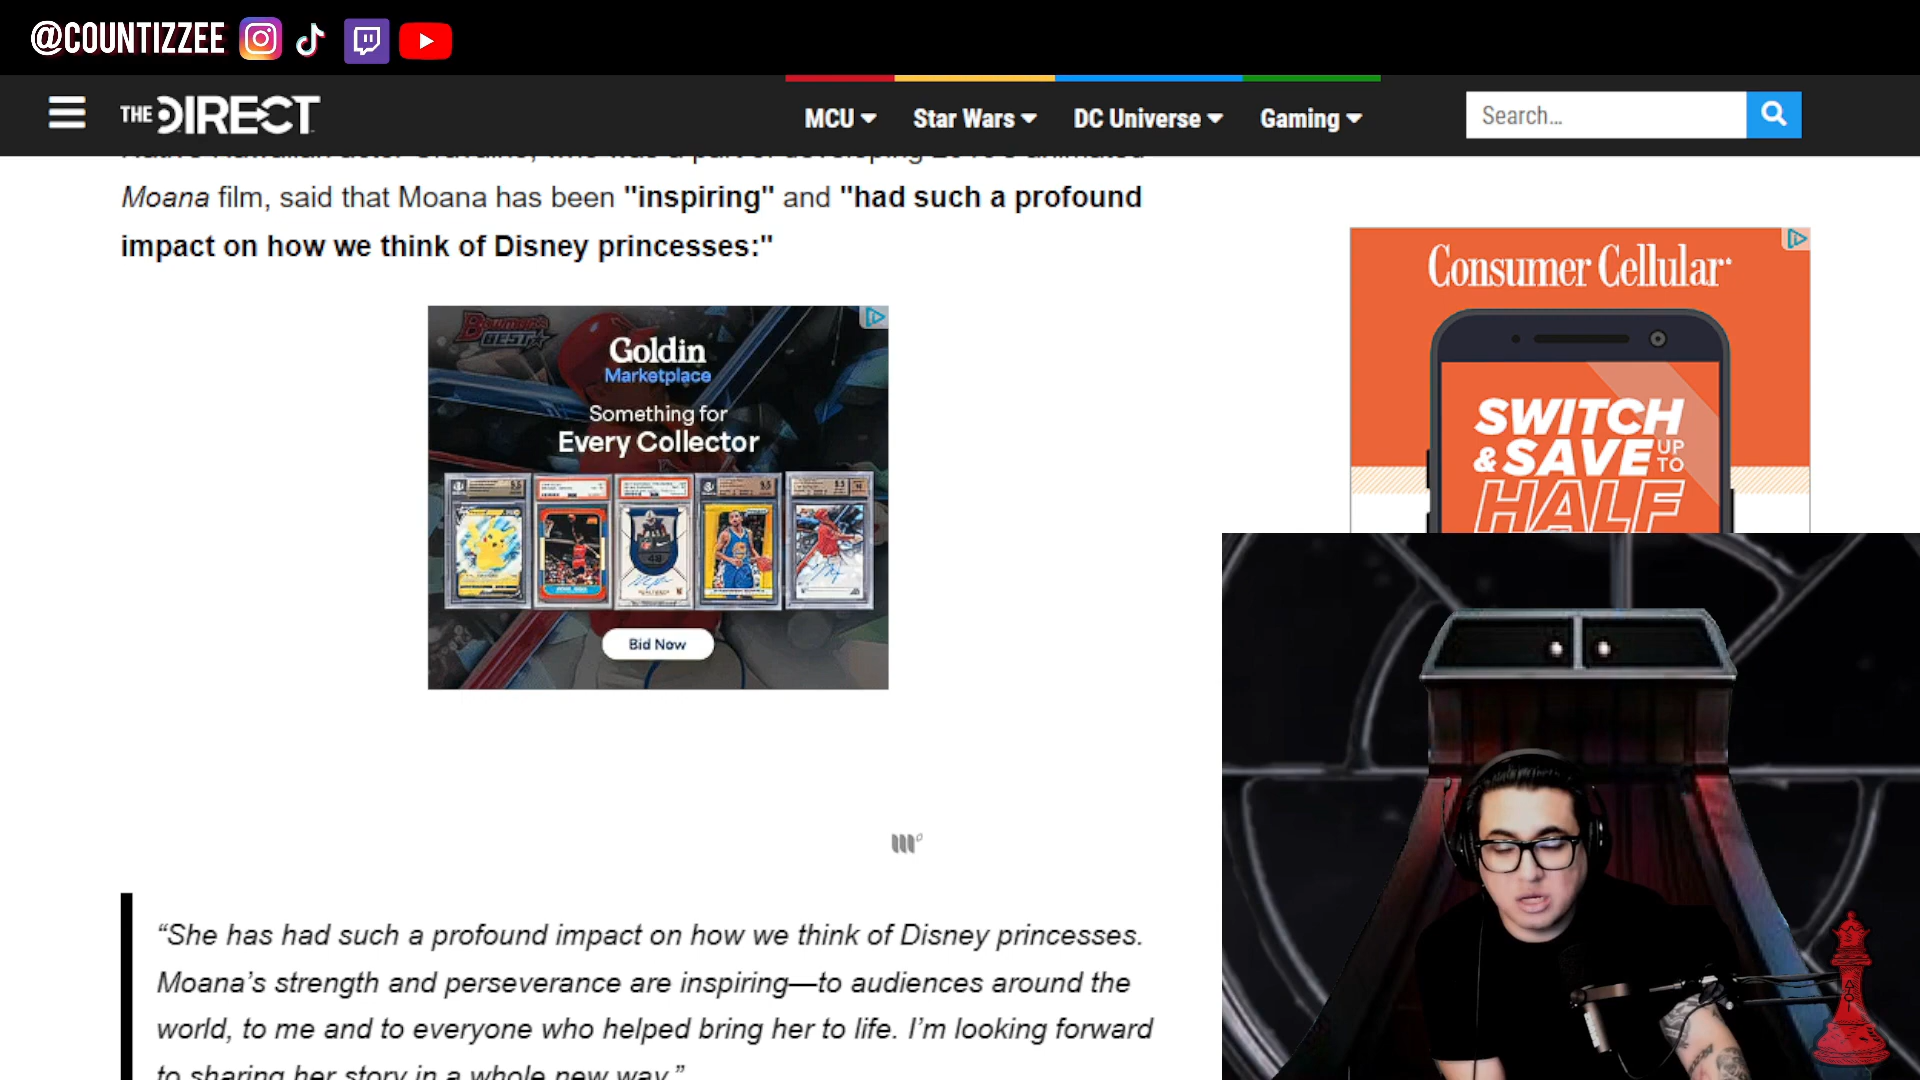 @COUNTIZZEE
THE DIRECT
MCU
Star Wars
DC Universe
Gaming
Search...
Moana film, said that Moana has been "inspiring" and "had such a profound
impact on how we think of Disney princesses:"
BOWMAN'S
BEST
Goldin
Marketplace
Something for
Every Collector
Bid Now
Consumer Cellular
SWITCH
& SAVE UP TO
HALF
“She has had such a profound impact on how we think of Disney princesses.
Moana’s strength and perseverance are inspiring—to audiences around the
world, to me and to everyone who helped bring her to life. I’m looking forward
to sharing her story in a whole new way.”